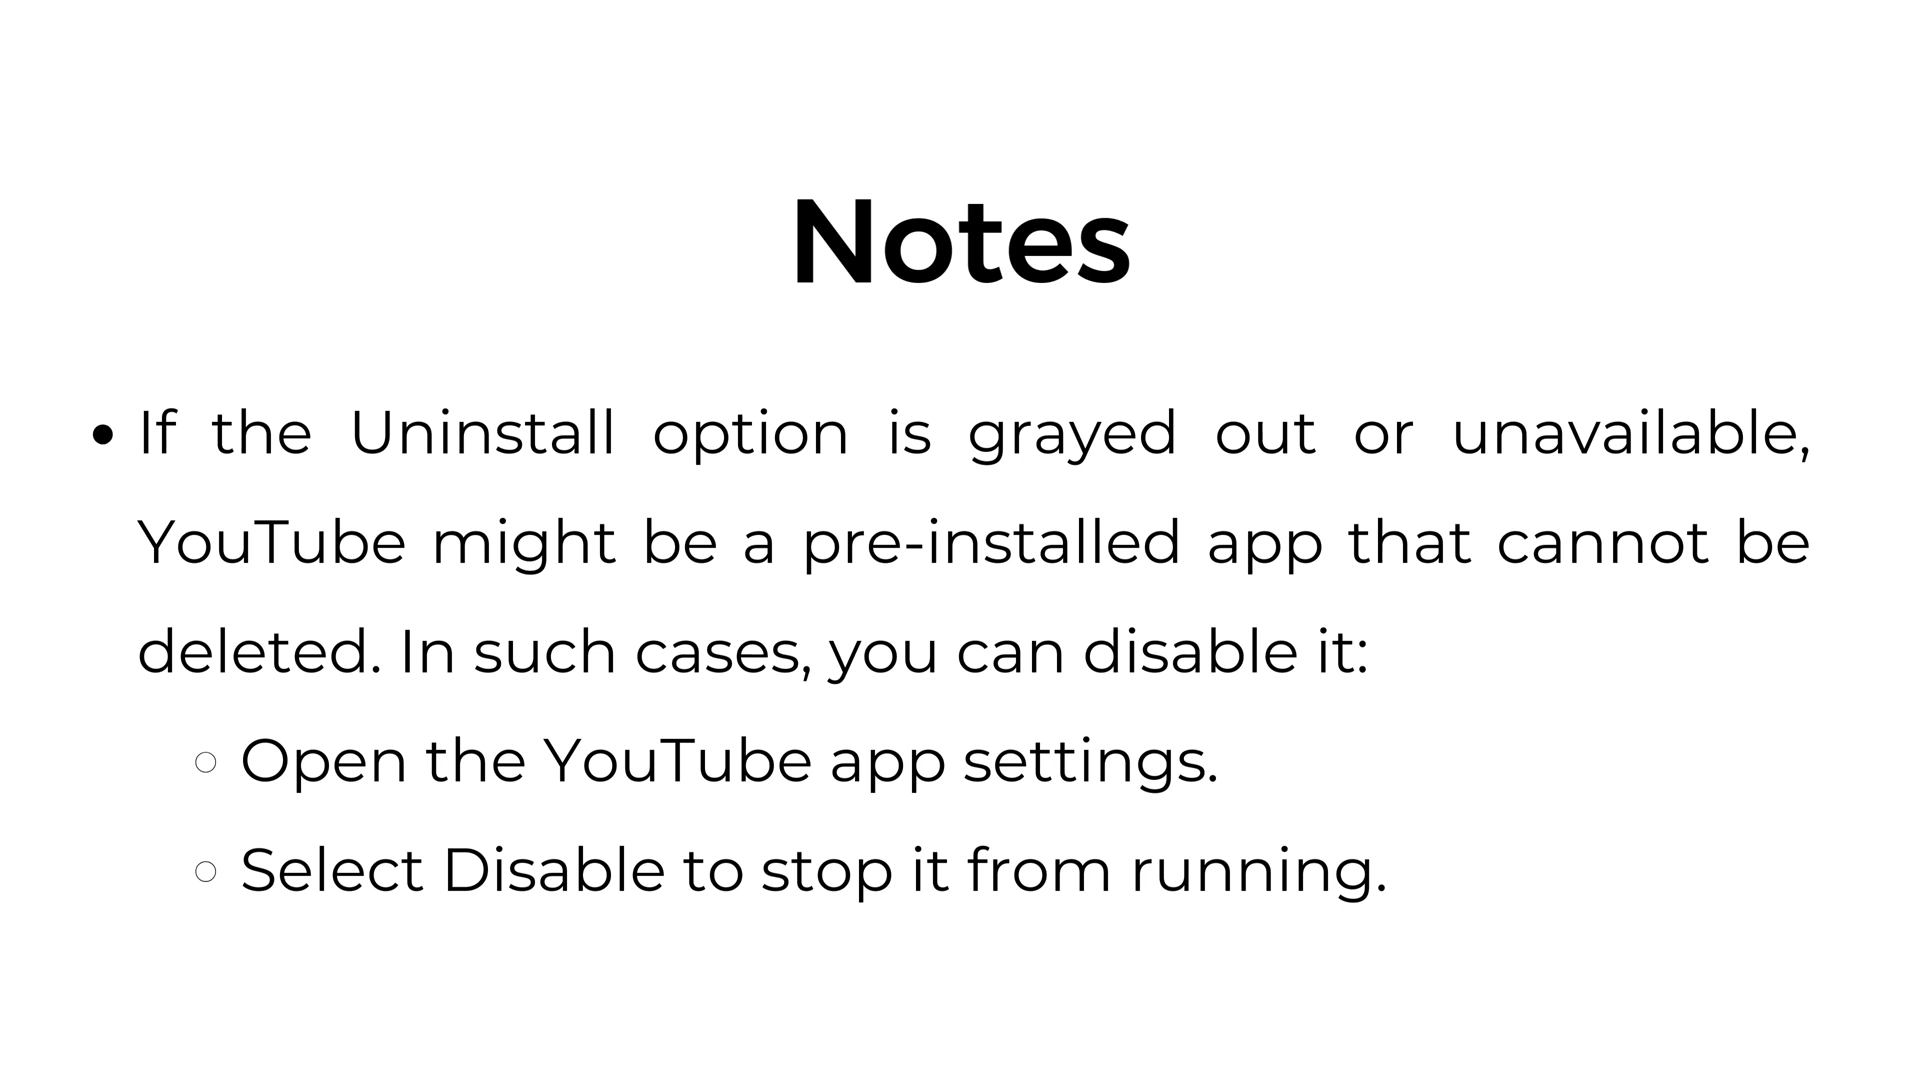 Notes
• If the Uninstall option is grayed out or unavailable,
YouTube might be a pre-installed app that cannot be
deleted. In such cases, you can disable it:
○ Open the YouTube app settings.
○ Select Disable to stop it from running.